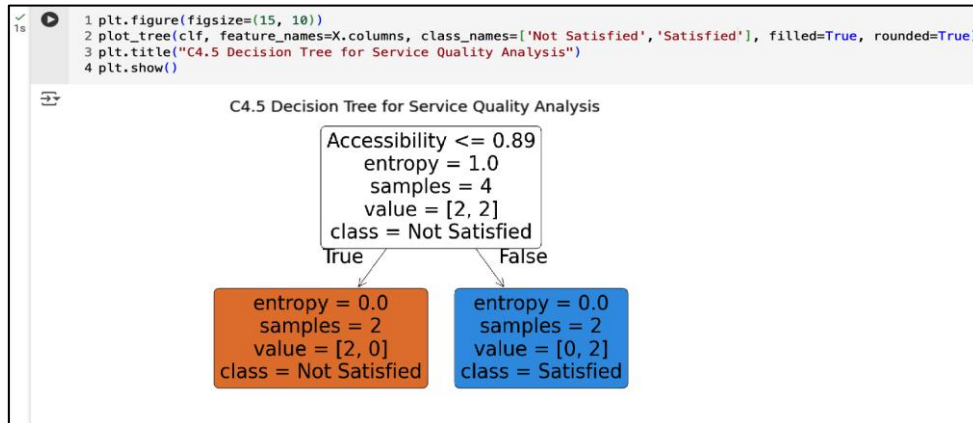 1s
1 plt.figure(figsize=(15, 10))
2 plot_tree(clf, feature_names=X.columns, class_names=['Not Satisfied','Satisfied'], filled=True, rounded=True)
3 plt.title("C4.5 Decision Tree for Service Quality Analysis")
4 plt.show()
C4.5 Decision Tree for Service Quality Analysis
Accessibility <= 0.89
entropy = 1.0
samples = 4
value = [2, 2]
class = Not Satisfied
True
False
entropy = 0.0
samples = 2
value = [2, 0]
class = Not Satisfied
entropy = 0.0
samples = 2
value = [0, 2]
class = Satisfied